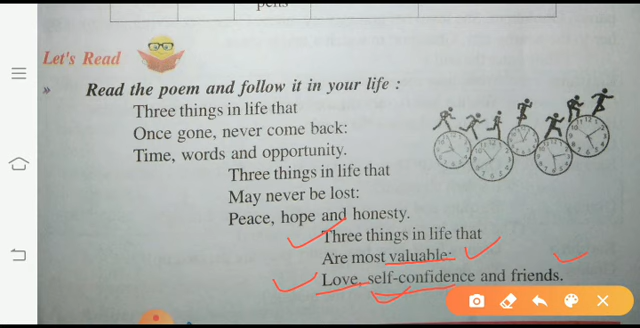 pens
Let's Read
» Read the poem and follow it in your life :
Three things in life that
Once gone, never come back:
Time, words and opportunity.
Three things in life that
May never be lost:
Peace, hope and honesty.
Three things in life that
Are most valuable:
Love, self-confidence and friends.